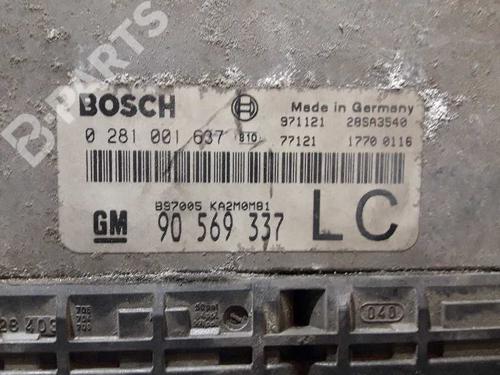 B-PARTS
BOSCH
Made in Germany
971121 28SA3540
0 281 001 637 810
77121 1770 0116
BS7005 KA2M0M81
GM 90 569 337 LC
040